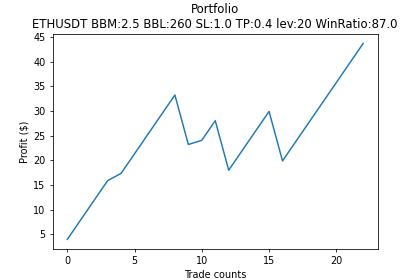 Portfolio
ETHUSDT BBM:2.5 BBL:260 SL:1.0 TP:0.4 lev:20 WinRatio:87.0
45
40
35
30
25
20
15
10
5
Profit ($)
0 5 10 15 20
Trade counts